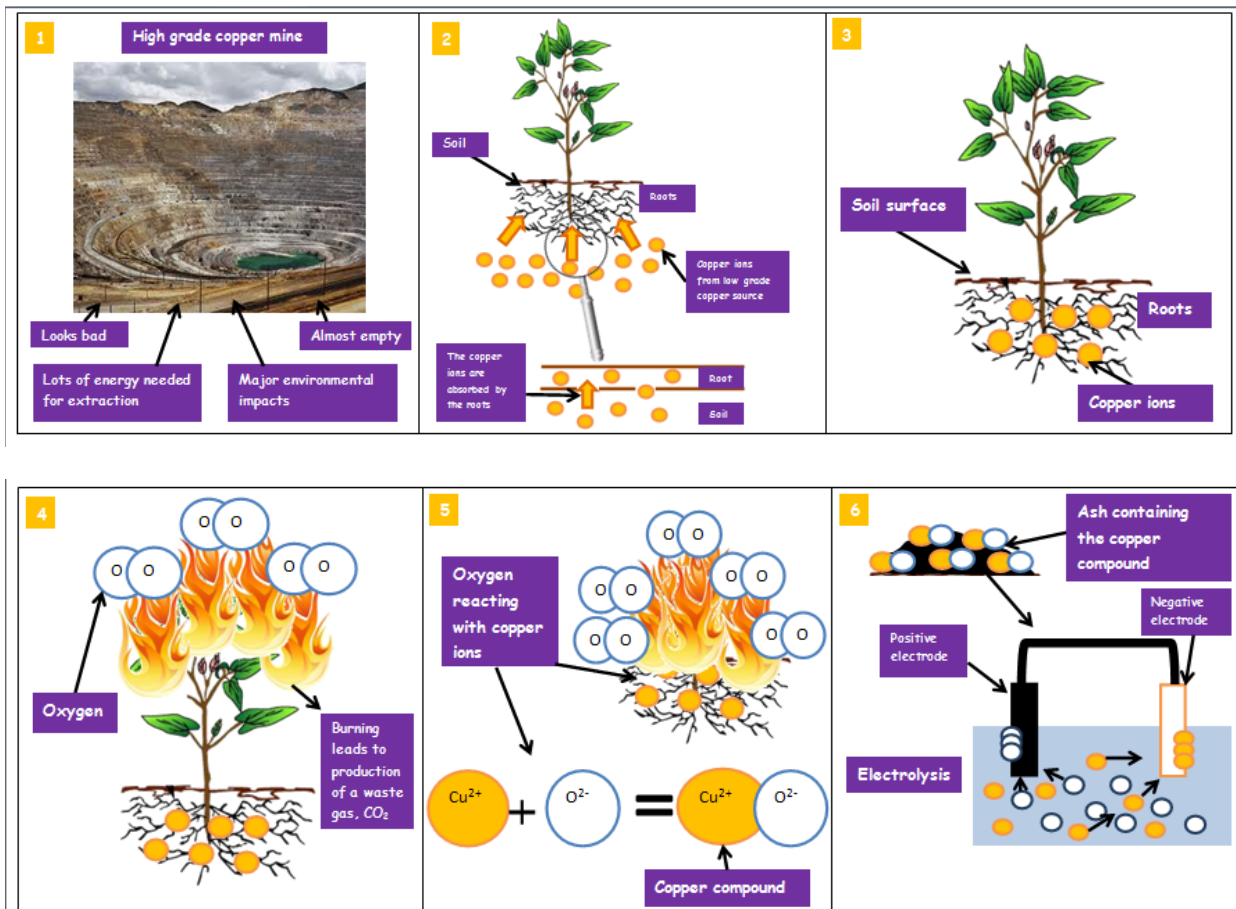 1
High grade copper mine
Looks bad
Almost empty
Lots of energy needed
for extraction
Major environmental
impacts
2
Soil
Roots
Copper ions
from low grade
copper source
The copper
ions are
absorbed by
the roots
Root
Soil
3
Soil surface
Roots
Copper ions
4
O O
O O
O O
Oxygen
Burning
leads to
production
of a waste
gas, CO₂
5
Oxygen
reacting
with copper
ions
O O
O O
O O
O O
O O
Cu²⁺ + O²⁻ = Cu²⁺ O²⁻
Copper compound
6
Ash containing
the copper
compound
Negative
electrode
Positive
electrode
Electrolysis